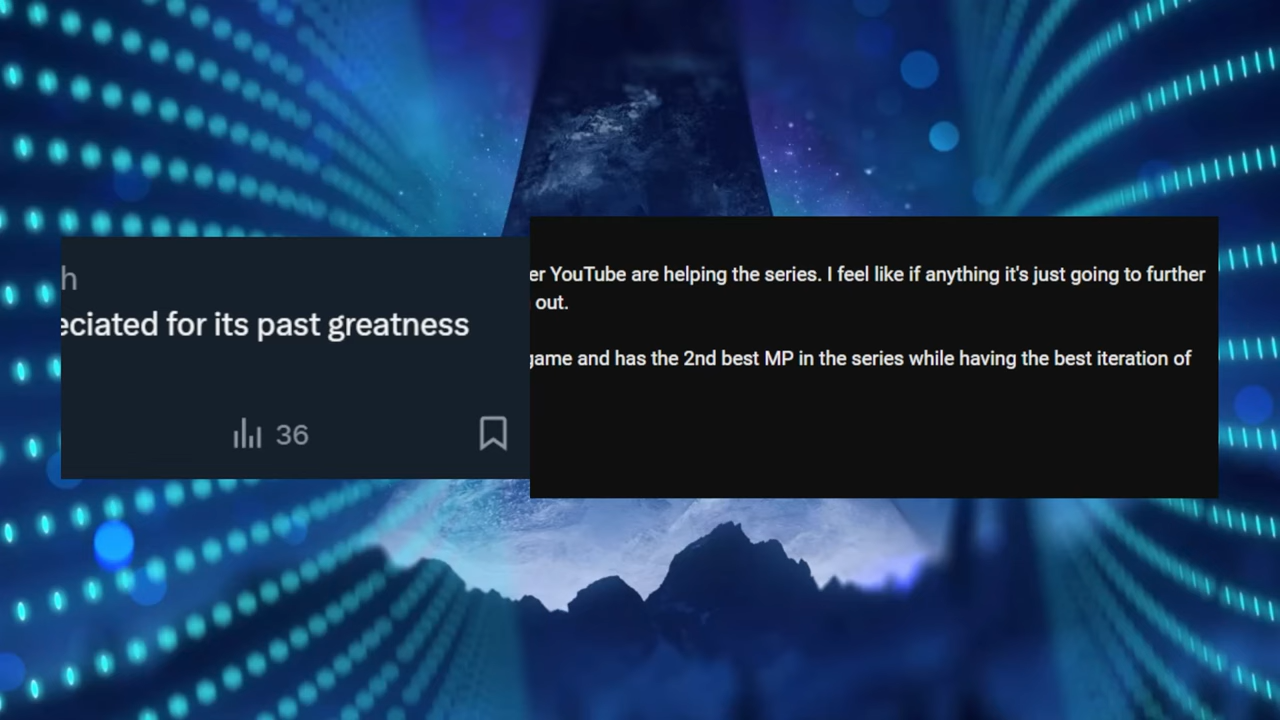 h
eciated for its past greatness
36
er YouTube are helping the series. I feel like if anything it's just going to further
out.
game and has the 2nd best MP in the series while having the best iteration of